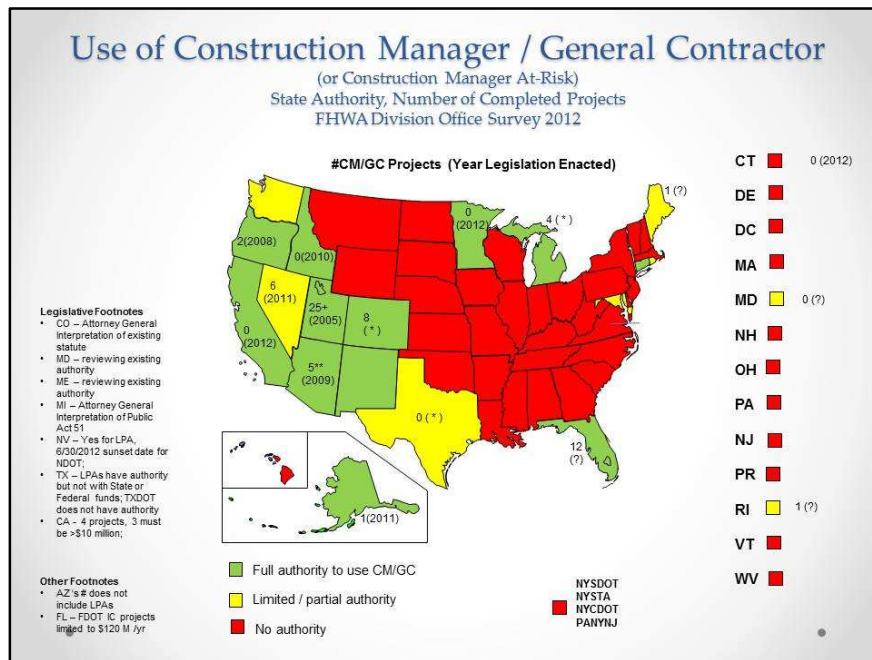 Use of Construction Manager / General Contractor
(or Construction Manager At-Risk)
State Authority, Number of Completed Projects
FHWA Division Office Survey 2012
#CM/GC Projects (Year Legislation Enacted)
1 (?)
0
(2012)
4 (*)
2(2008)
0(2010)
6
(2011)
25+
(2005)
8
(*)
0
(2012)
5**
(2009)
0 (*)
12
(?)
1(2011)
CT 0 (2012)
DE
DC
MA
MD 0 (?)
NH
OH
PA
NJ
PR
RI 1 (?)
VT
WV
Legislative Footnotes
• CO – Attorney General
Interpretation of existing
statute
• MD – reviewing existing
authority
• ME – reviewing existing
authority
• MI – Attorney General
Interpretation of Public
Act 51
• NV – Yes for LPA,
6/30/2012 sunset date for
NDOT;
• TX – LPAs have authority
but not with State or
Federal funds; TXDOT
does not have authority
• CA - 4 projects, 3 must
be >$10 million;
Other Footnotes
• AZ's # does not
include LPAs
• FL – FDOT IC projects
limited to $120 M /yr
Full authority to use CM/GC
Limited / partial authority
No authority
NYSDOT
NYSTA
NYCDOT
PANYNJ